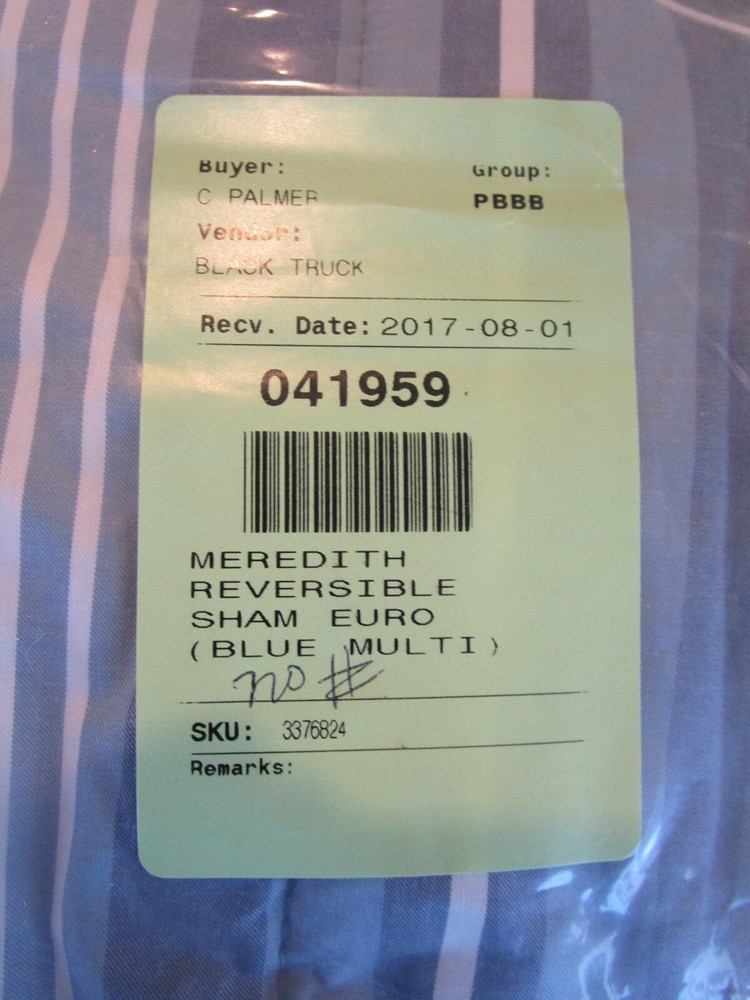 Buyer: Group:
C PALMER PBBB
Vendor:
BLACK TRUCK
Recv. Date: 2017-08-01
041959
MEREDITH
REVERSIBLE
SHAM EURO
(BLUE MULTI)
no #
SKU: 3376824
Remarks: